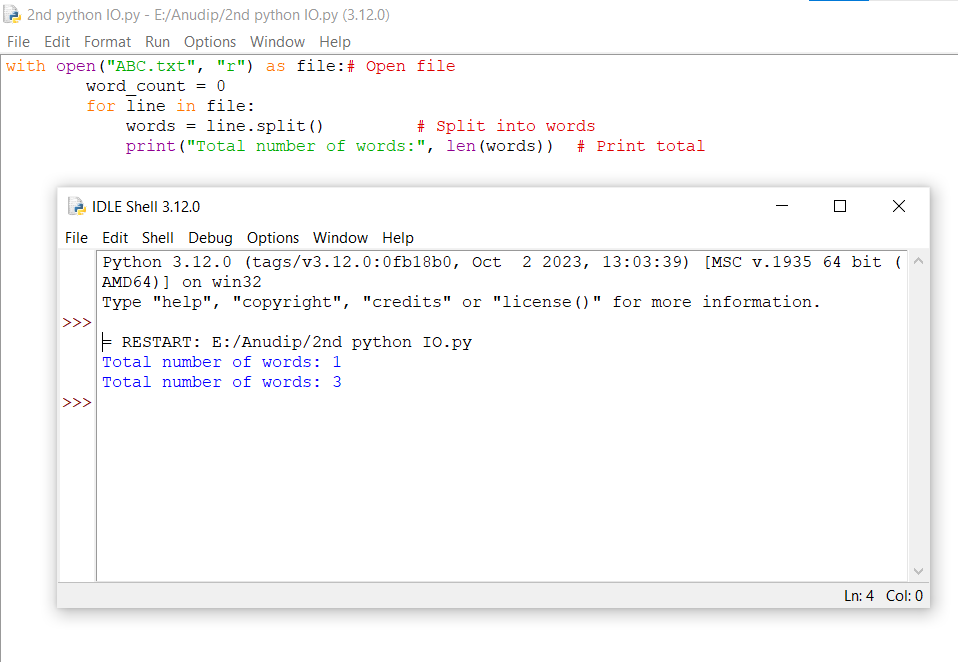 2nd python IO.py - E:/Anudip/2nd python IO.py (3.12.0)
File Edit Format Run Options Window Help
with open("ABC.txt", "r") as file:# Open file
        word_count = 0
        for line in file:
            words = line.split()         # Split into words
            print("Total number of words:", len(words))  # Print total
IDLE Shell 3.12.0
File Edit Shell Debug Options Window Help
Python 3.12.0 (tags/v3.12.0:0fb18b0, Oct  2 2023, 13:03:39) [MSC v.1935 64 bit (
AMD64)] on win32
Type "help", "copyright", "credits" or "license()" for more information.
>>>
= RESTART: E:/Anudip/2nd python IO.py
Total number of words: 1
Total number of words: 3
>>>
Ln: 4 Col: 0